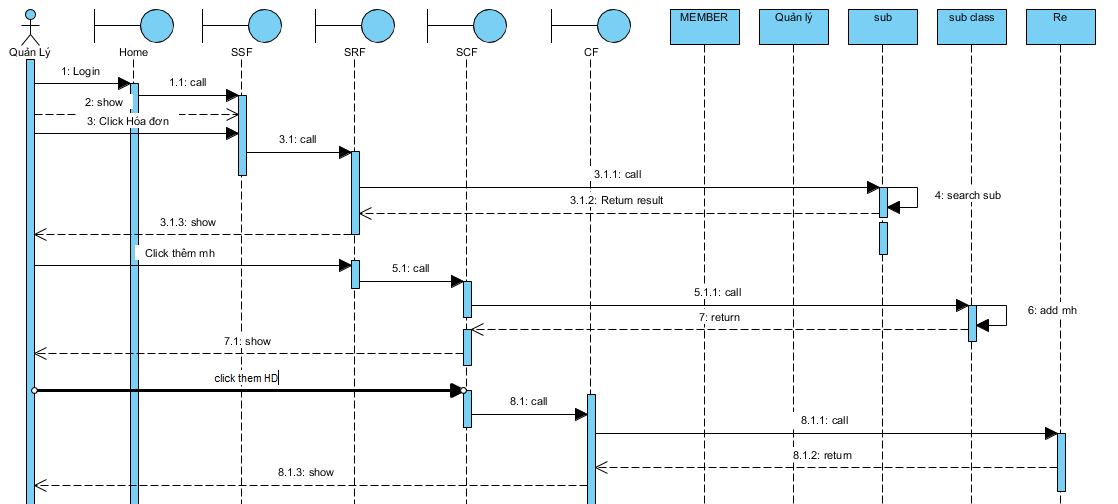 Quản Lý
Home
SSF
SRF
SCF
CF
MEMBER
Quản lý
sub
sub class
Re
1: Login
1.1: call
2: show
3: Click Hóa đơn
3.1: call
3.1.1: call
4: search sub
3.1.2: Return result
3.1.3: show
Click thêm mh
5.1: call
5.1.1: call
6: add mh
7: return
7.1: show
click them HD
8.1: call
8.1.1: call
8.1.2: return
8.1.3: show